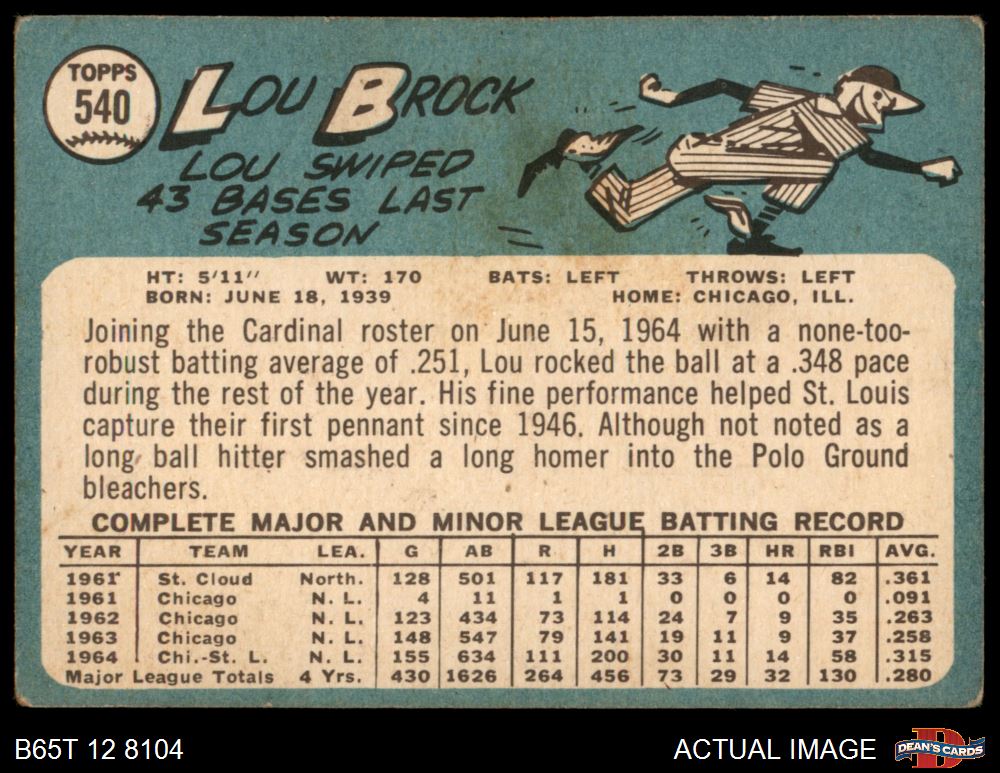 TOPPS
540
LOU BROCK
LOU SWIPED
43 BASES LAST
SEASON
HT: 5'11" WT: 170 BATS: LEFT THROWS: LEFT
BORN: JUNE 18, 1939 HOME: CHICAGO, ILL.
Joining the Cardinal roster on June 15, 1964 with a none-too-
robust batting average of .251, Lou rocked the ball at a .348 pace
during the rest of the year. His fine performance helped St. Louis
capture their first pennant since 1946. Although not noted as a
long ball hitter smashed a long homer into the Polo Ground
bleachers.
COMPLETE MAJOR AND MINOR LEAGUE BATTING RECORD
YEAR TEAM LEA. G AB R H 2B 3B HR RBI AVG.
1961 St. Cloud North. 128 501 117 181 33 6 14 82 .361
1961 Chicago N. L. 4 11 1 1 0 0 0 0 .091
1962 Chicago N. L. 123 434 73 114 24 7 9 35 .263
1963 Chicago N. L. 148 547 79 141 19 11 9 37 .258
1964 Chi.-St. L. N. L. 155 634 111 200 30 11 14 58 .315
Major League Totals 4 Yrs. 430 1626 264 456 73 29 32 130 .280
B65T 12 8104 ACTUAL IMAGE
D
DEAN'S CARDS